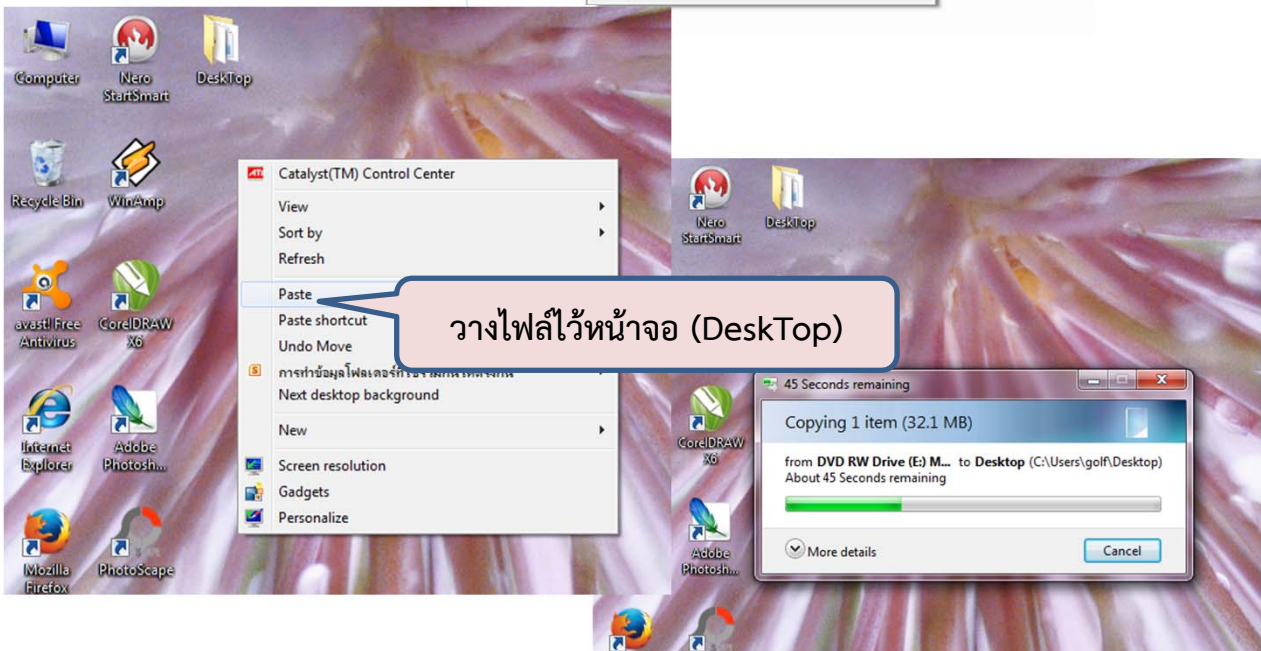 Computer
Nero
StartSmart
DeskTop
Recycle Bin
WinAmp
avast! Free
Antivirus
CorelDRAW
X6
Internet
Explorer
Adobe
Photosh...
Mozilla
Firefox
PhotoScape
ATI
Catalyst(TM) Control Center
View
Sort by
Refresh
Paste
Paste shortcut
Undo Move
Next desktop background
New
Screen resolution
Gadgets
Personalize
วางไฟล์ไว้หน้าจอ (DeskTop)
Nero
StartSmart
DeskTop
CorelDRAW
X6
Adobe
Photosh...
45 Seconds remaining
Copying 1 item (32.1 MB)
from DVD RW Drive (E:) M... to Desktop (C:\Users\golf\Desktop)
About 45 Seconds remaining
More details
Cancel